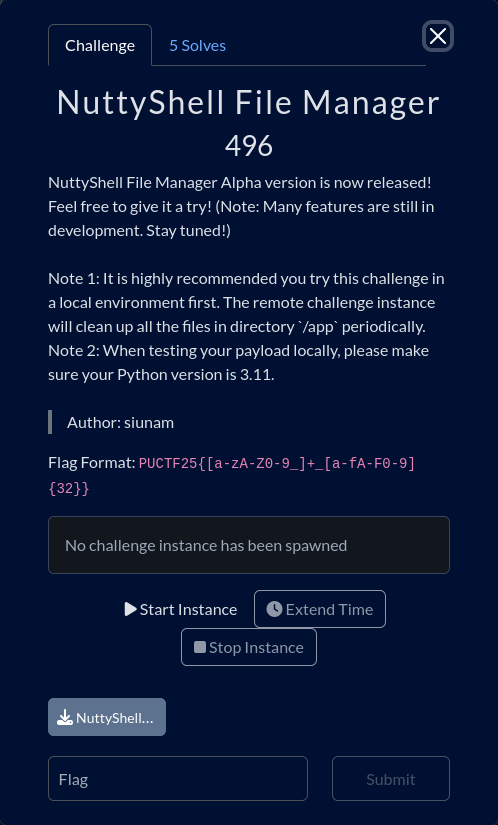 Challenge
5 Solves
NuttyShell File Manager
496
NuttyShell File Manager Alpha version is now released!
Feel free to give it a try! (Note: Many features are still in
development. Stay tuned!)
Note 1: It is highly recommended you try this challenge in
a local environment first. The remote challenge instance
will clean up all the files in directory `/app` periodically.
Note 2: When testing your payload locally, please make
sure your Python version is 3.11.
Author: siunam
Flag Format: PUCTF25{[a-zA-Z0-9_]+_[a-fA-F0-9]
{32}}
No challenge instance has been spawned
Start Instance
Extend Time
Stop Instance
NuttyShell...
Flag
Submit